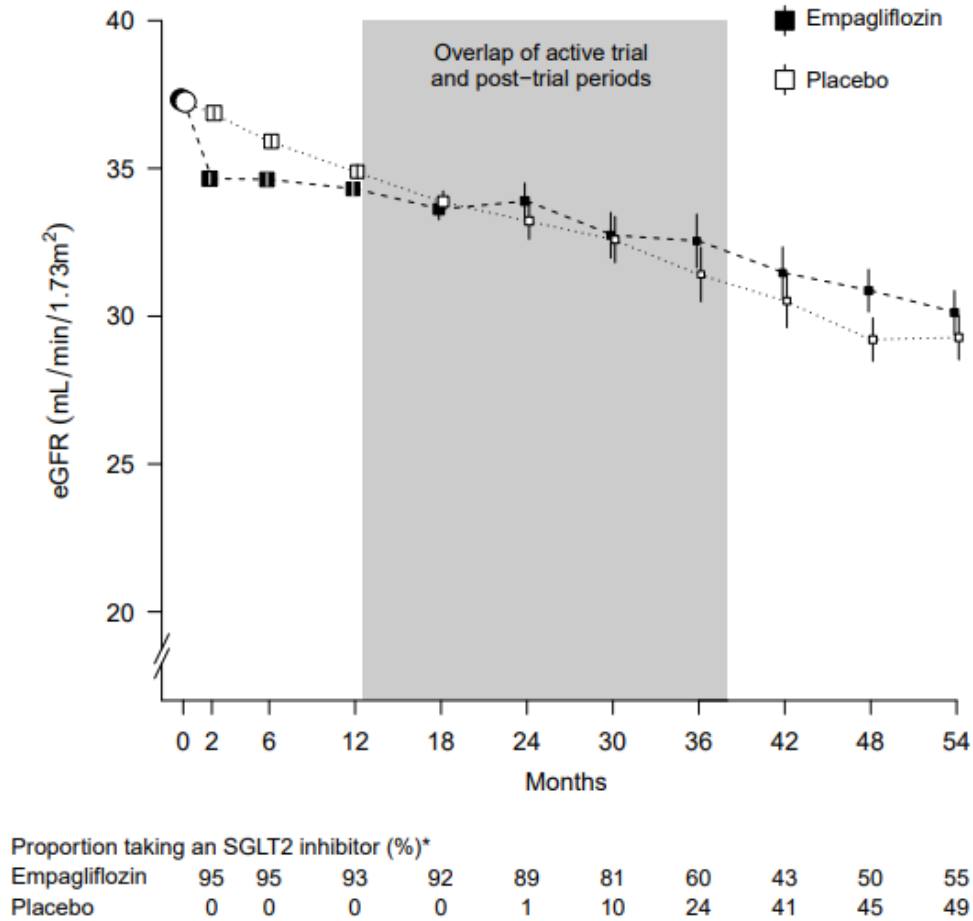 40
35
30
25
20
eGFR (mL/min/1.73m²)
Overlap of active trial
and post−trial periods
Empagliflozin
Placebo
0 2 6 12 18 24 30 36 42 48 54
Months
Proportion taking an SGLT2 inhibitor (%)*
Empagliflozin 95 95 93 92 89 81 60 43 50 55
Placebo 0 0 0 0 1 10 24 41 45 49